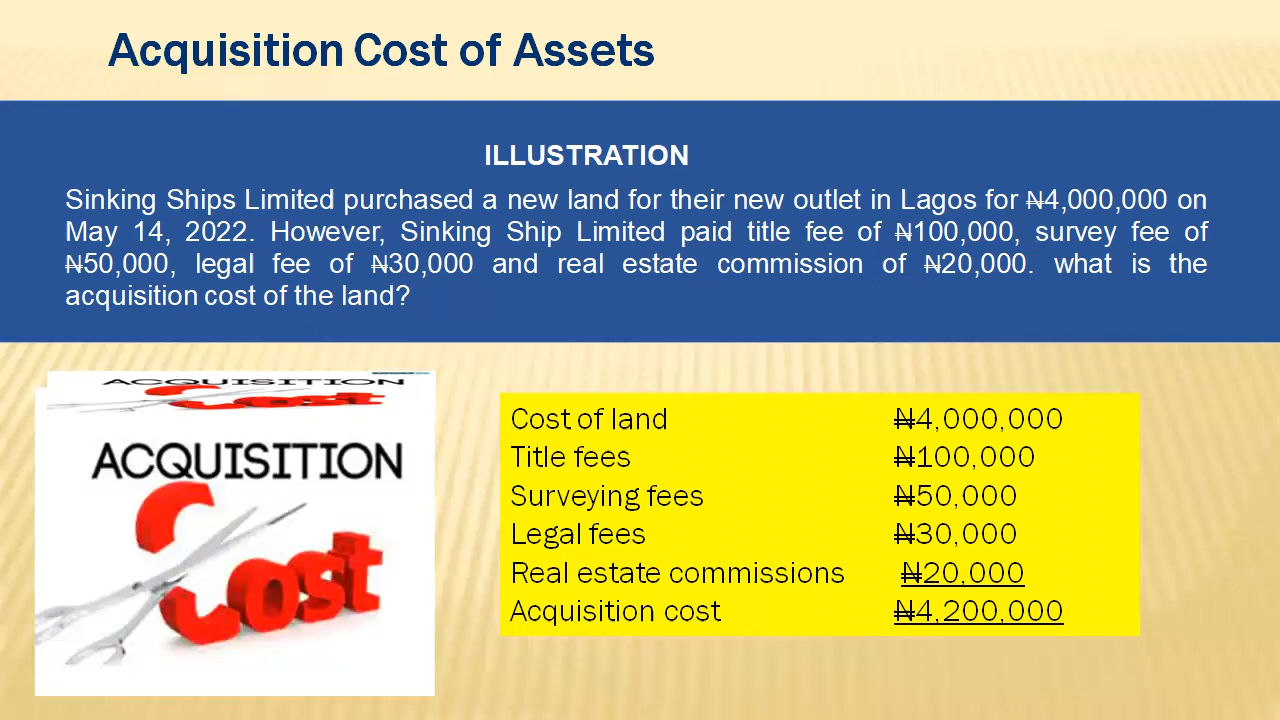 Acquisition Cost of Assets
ILLUSTRATION
Sinking Ships Limited purchased a new land for their new outlet in Lagos for ₦4,000,000 on
May 14, 2022. However, Sinking Ship Limited paid title fee of ₦100,000, survey fee of
₦50,000, legal fee of ₦30,000 and real estate commission of ₦20,000. what is the
acquisition cost of the land?
ACQUISITION
Cost
ACQUISITION
Cost
Cost of land ₦4,000,000
Title fees ₦100,000
Surveying fees ₦50,000
Legal fees ₦30,000
Real estate commissions ₦20,000
Acquisition cost ₦4,200,000